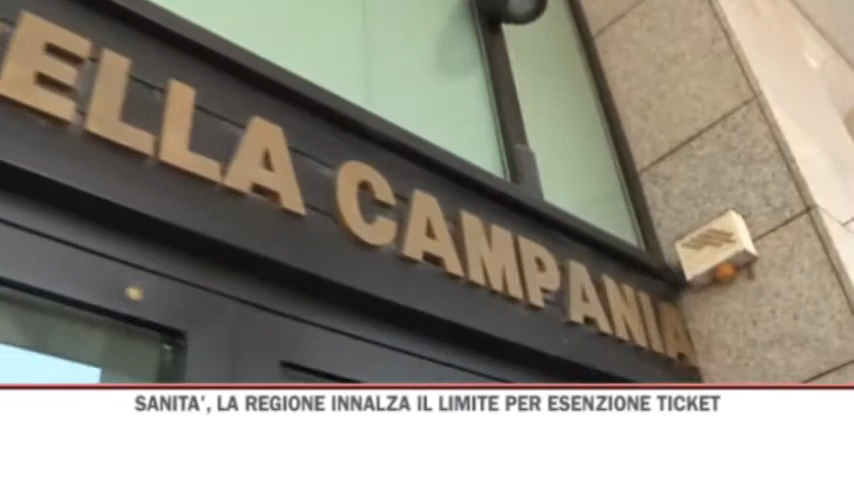 ELLA CAMPANIA
SANITA', LA REGIONE INNALZA IL LIMITE PER ESENZIONE TICKET